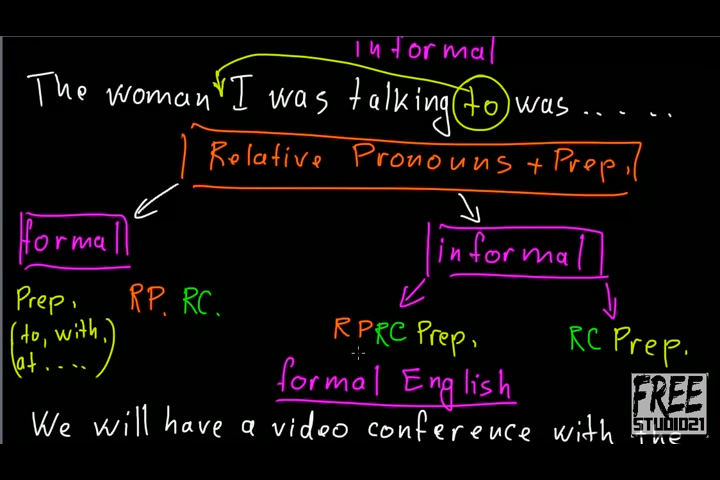 informal
The woman I was talking to was.......
Relative Pronouns + Prep.
formal
informal
Prep. RP. RC.
(to, with, at .....)
RP RC Prep.
RC Prep.
formal English
We will have a video conference with the
FREE
STUDIO21